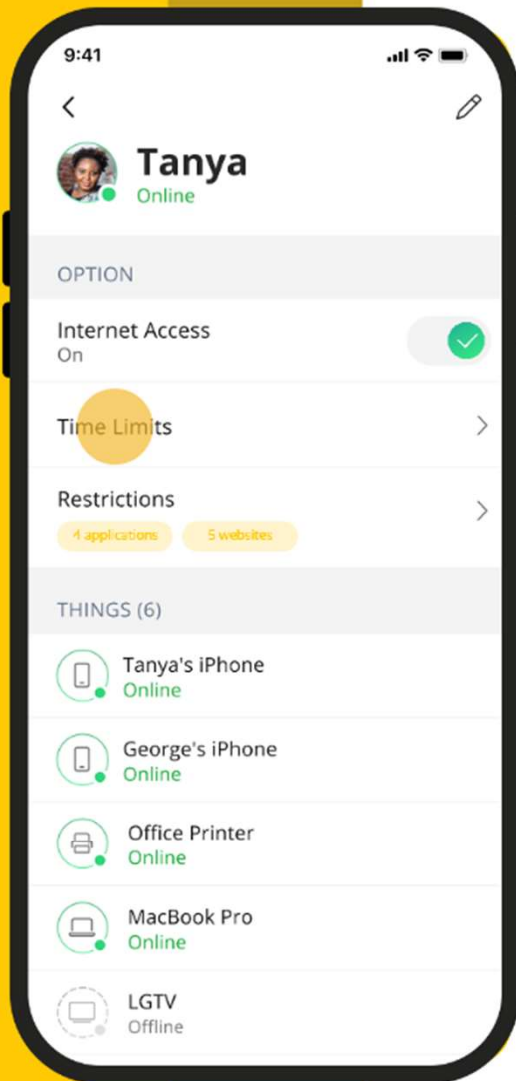 9:41
Tanya
Online
OPTION
Internet Access
On
Time Limits
Restrictions
4 applications 5 websites
THINGS (6)
Tanya's iPhone
Online
George's iPhone
Online
Office Printer
Online
MacBook Pro
Online
LGTV
Offline